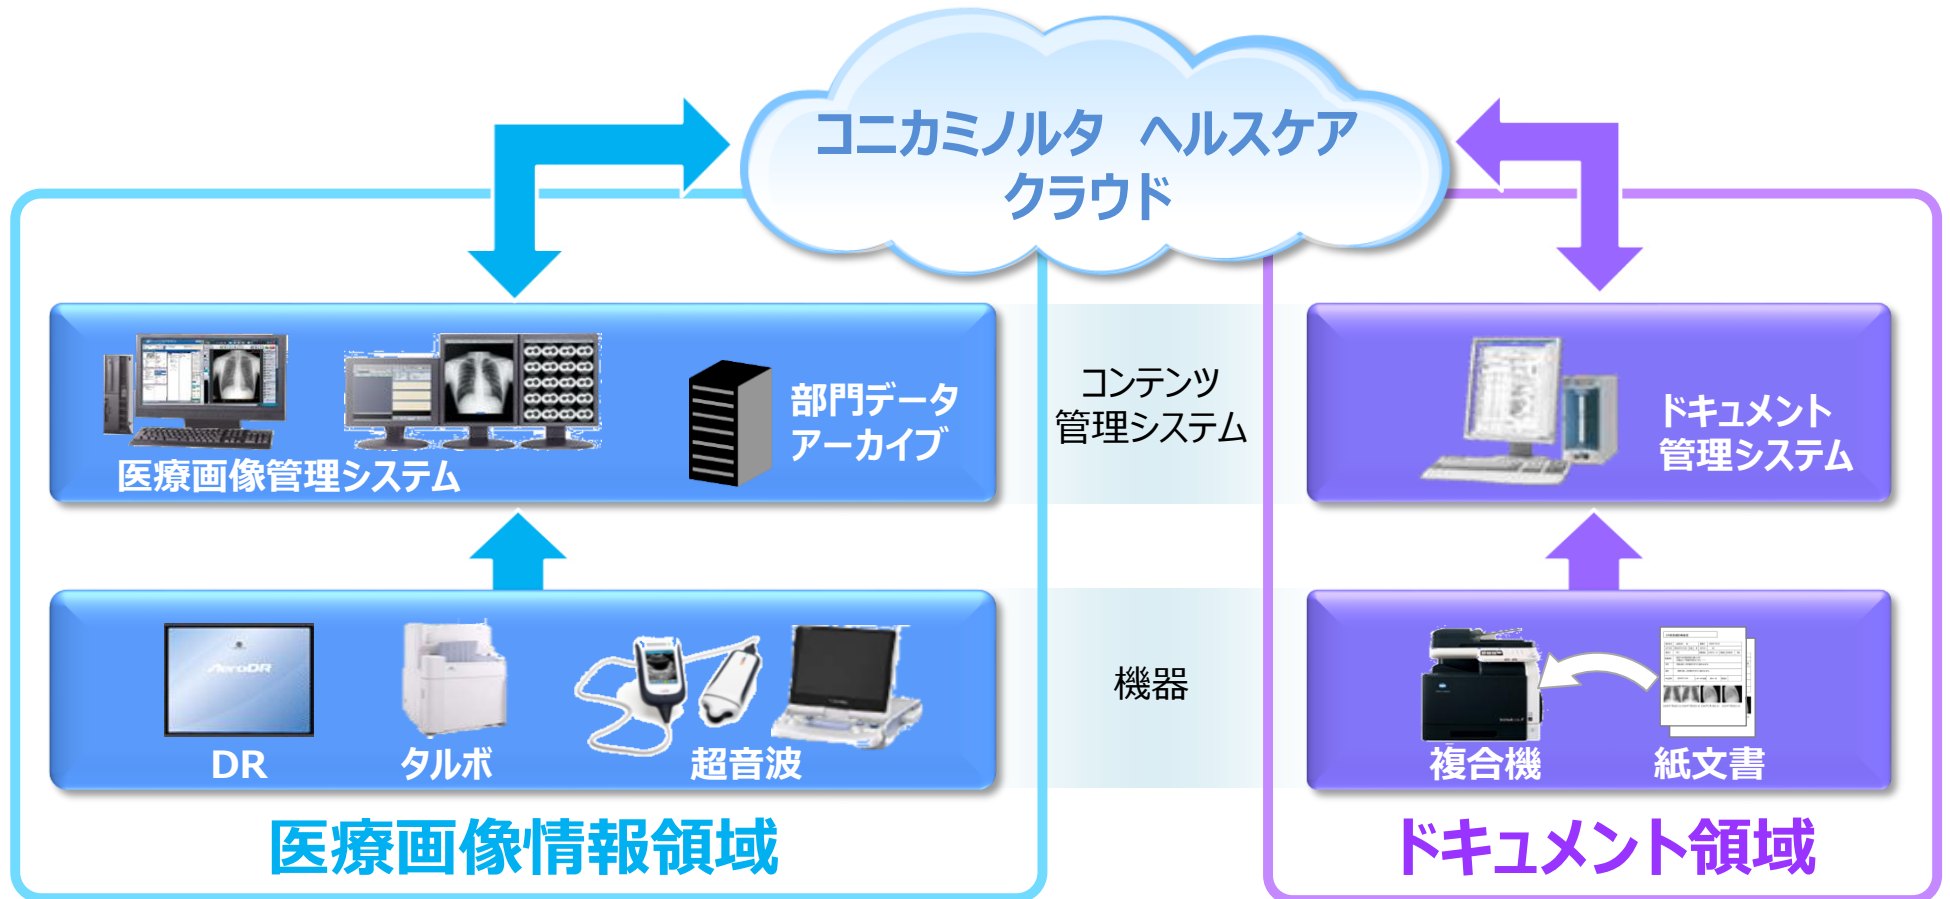 コニカミノルタ ヘルスケア
クラウド
医療画像管理システム
部門データ
アーカイブ
コンテンツ
管理システム
ドキュメント
管理システム
AeroDR
DR
タルボ
超音波
機器
複合機
紙文書
医療画像情報領域
ドキュメント領域